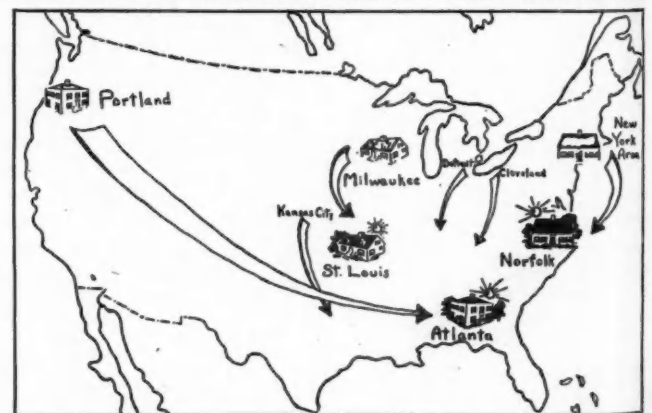 Portland
Milwaukee
Detroit
Cleveland
New
York
Area
Kansas City
St. Louis
Norfolk
Atlanta